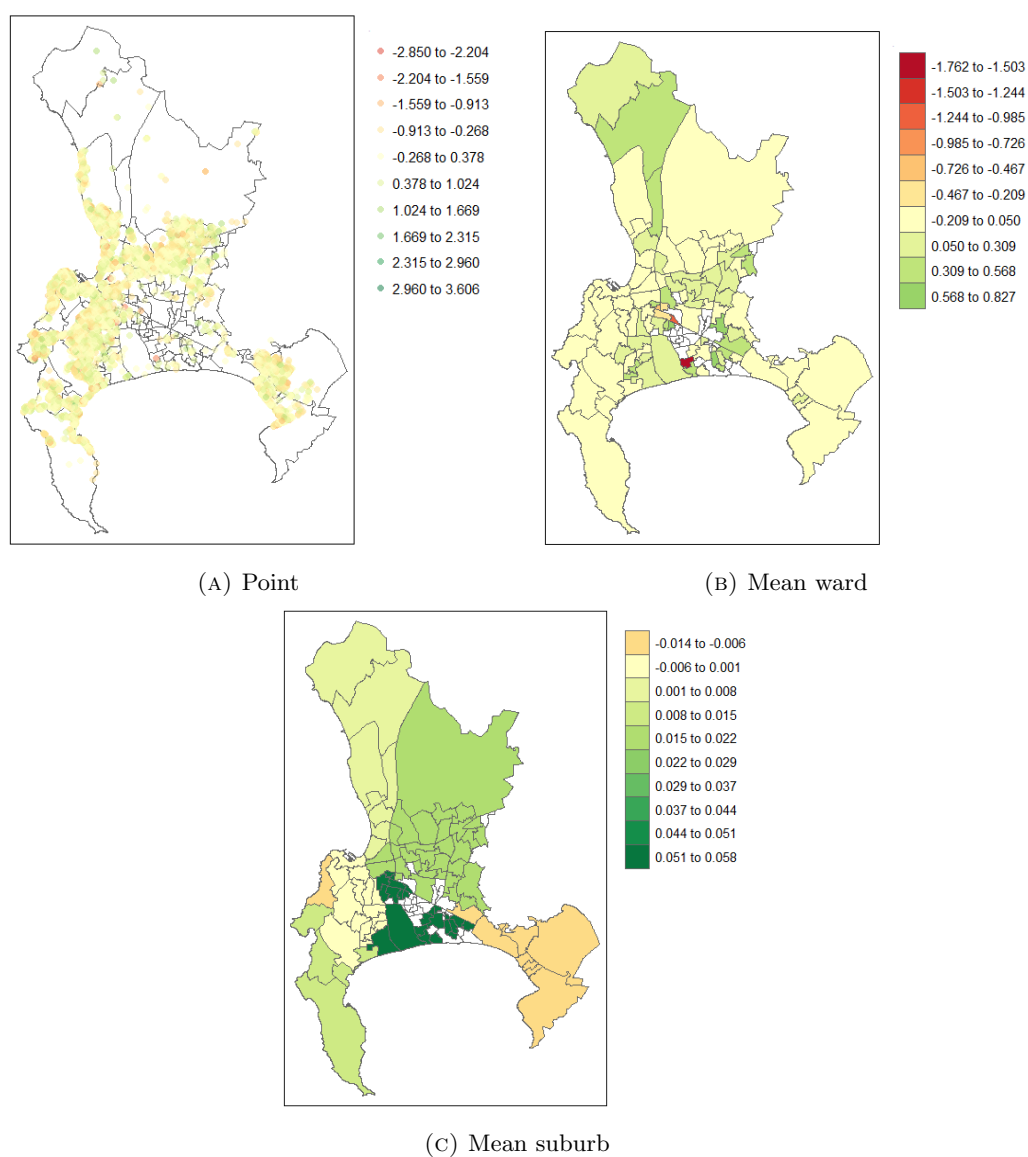 -2.850 to -2.204
-2.204 to -1.559
-1.559 to -0.913
-0.913 to -0.268
-0.268 to 0.378
0.378 to 1.024
1.024 to 1.669
1.669 to 2.315
2.315 to 2.960
2.960 to 3.606
(A) Point
-1.762 to -1.503
-1.503 to -1.244
-1.244 to -0.985
-0.985 to -0.726
-0.726 to -0.467
-0.467 to -0.209
-0.209 to 0.050
0.050 to 0.309
0.309 to 0.568
0.568 to 0.827
(B) Mean ward
-0.014 to -0.006
-0.006 to 0.001
0.001 to 0.008
0.008 to 0.015
0.015 to 0.022
0.022 to 0.029
0.029 to 0.037
0.037 to 0.044
0.044 to 0.051
0.051 to 0.058
(C) Mean suburb